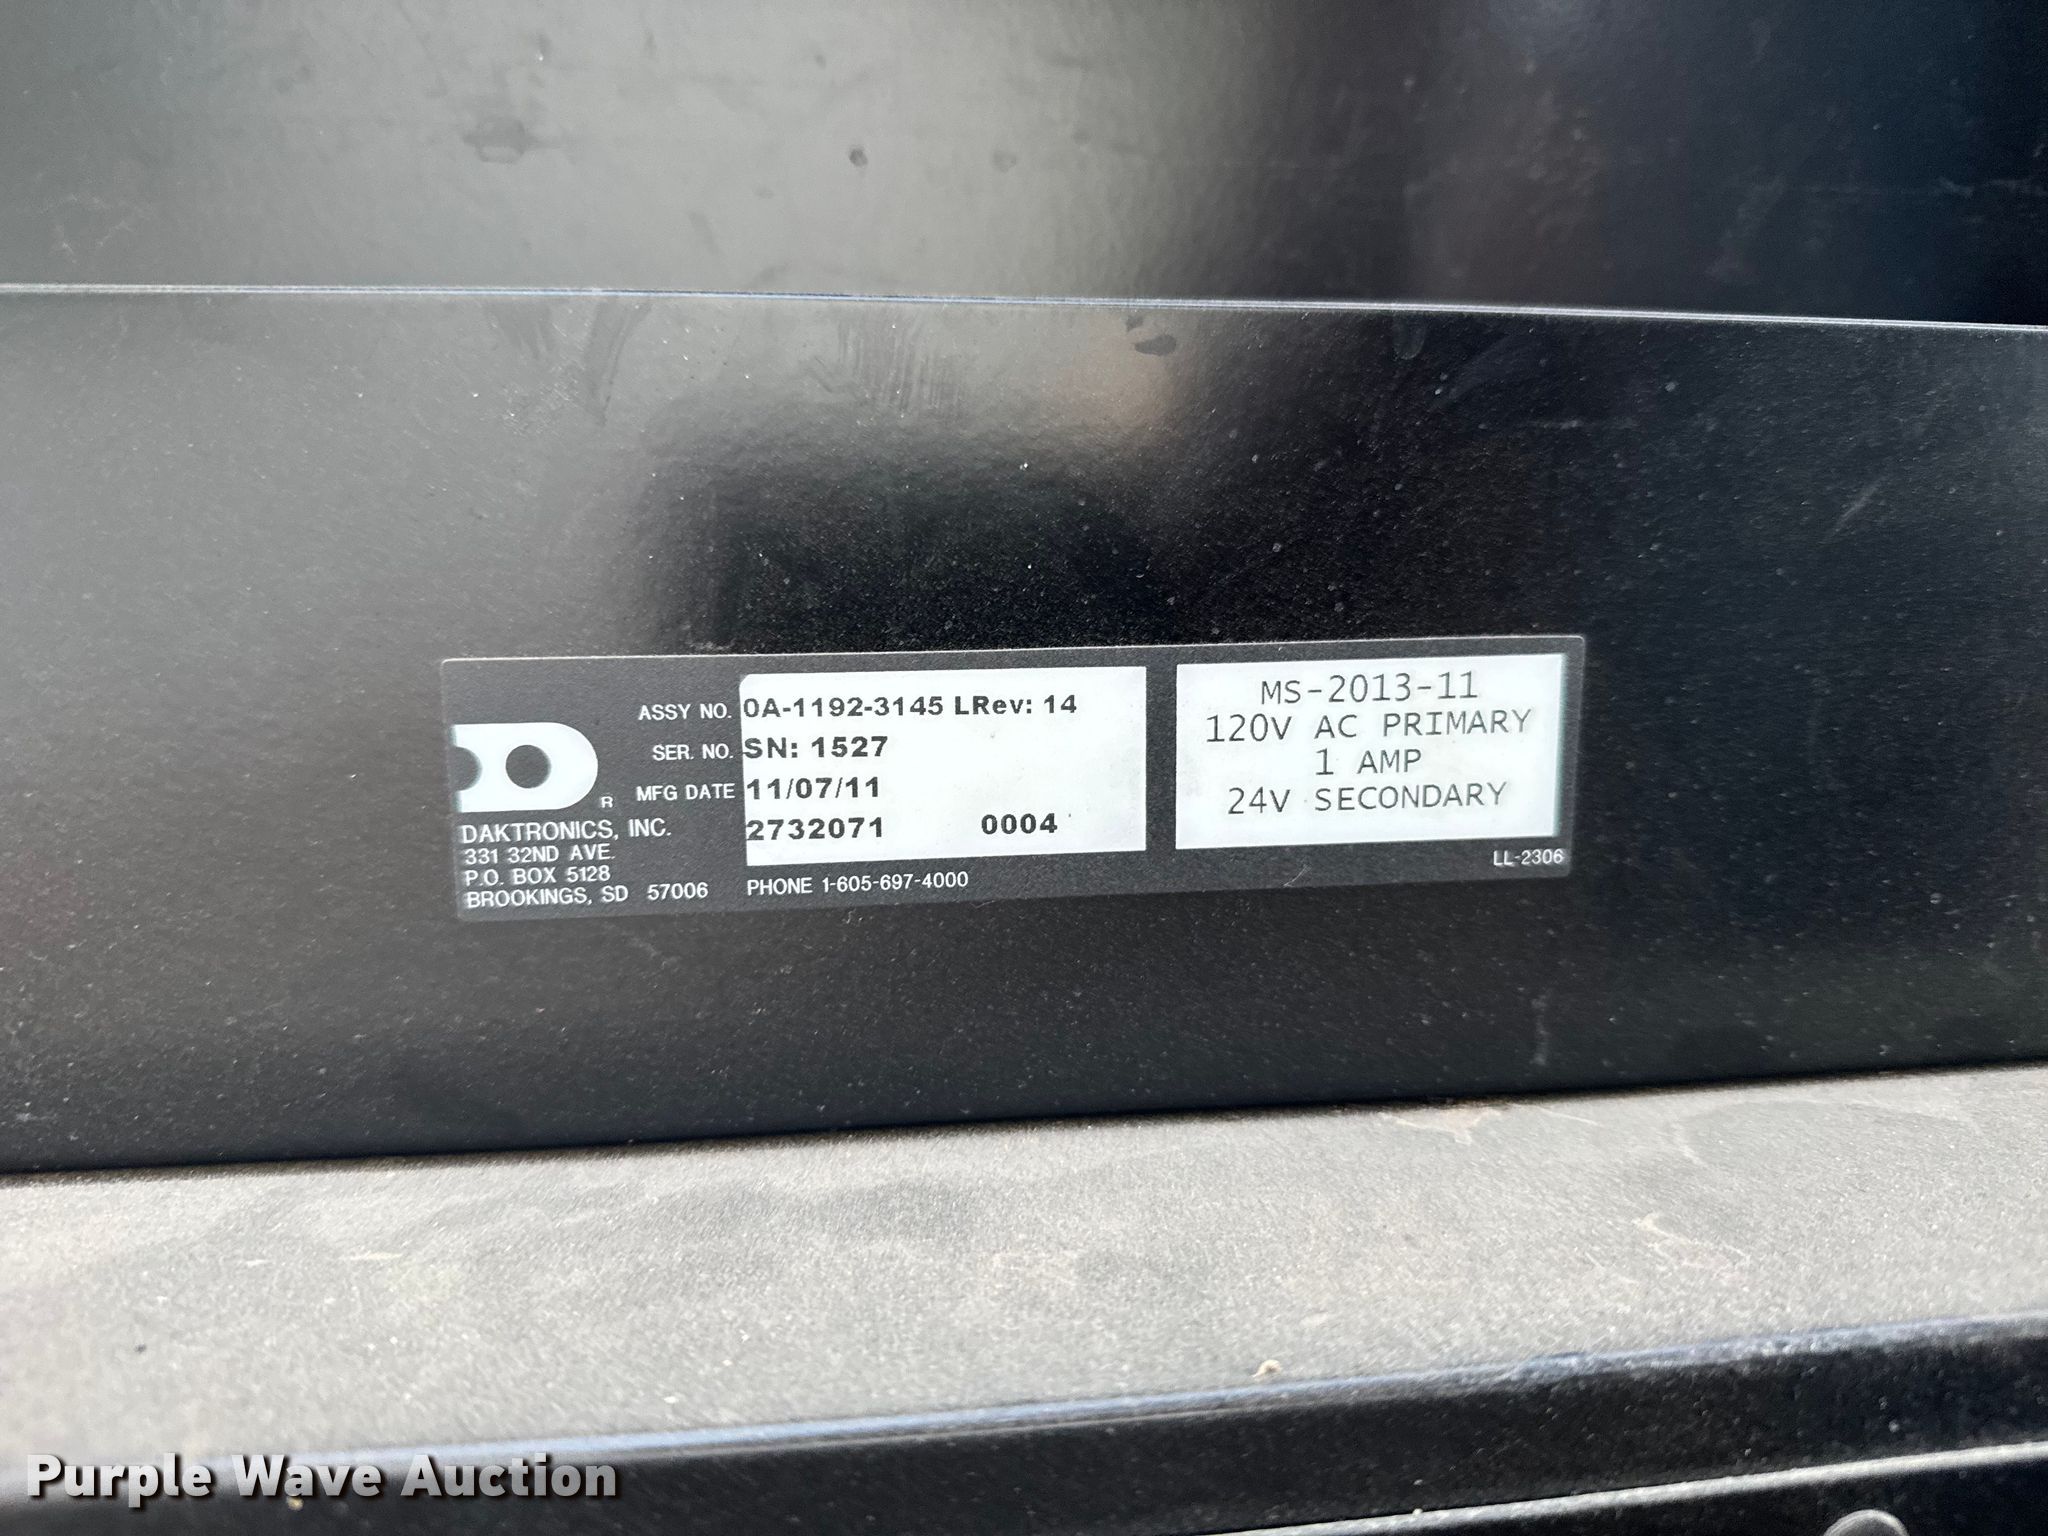 ASSY NO. 0A-1192-3145 LRev: 14
SER. NO. SN: 1527
MFG DATE 11/07/11
2732071 0004
R
DAKTRONICS, INC.
331 32ND AVE.
P.O. BOX 5128
BROOKINGS, SD 57006
PHONE 1-605-697-4000
MS-2013-11
120V AC PRIMARY
1 AMP
24V SECONDARY
LL-2306
Purple Wave Auction